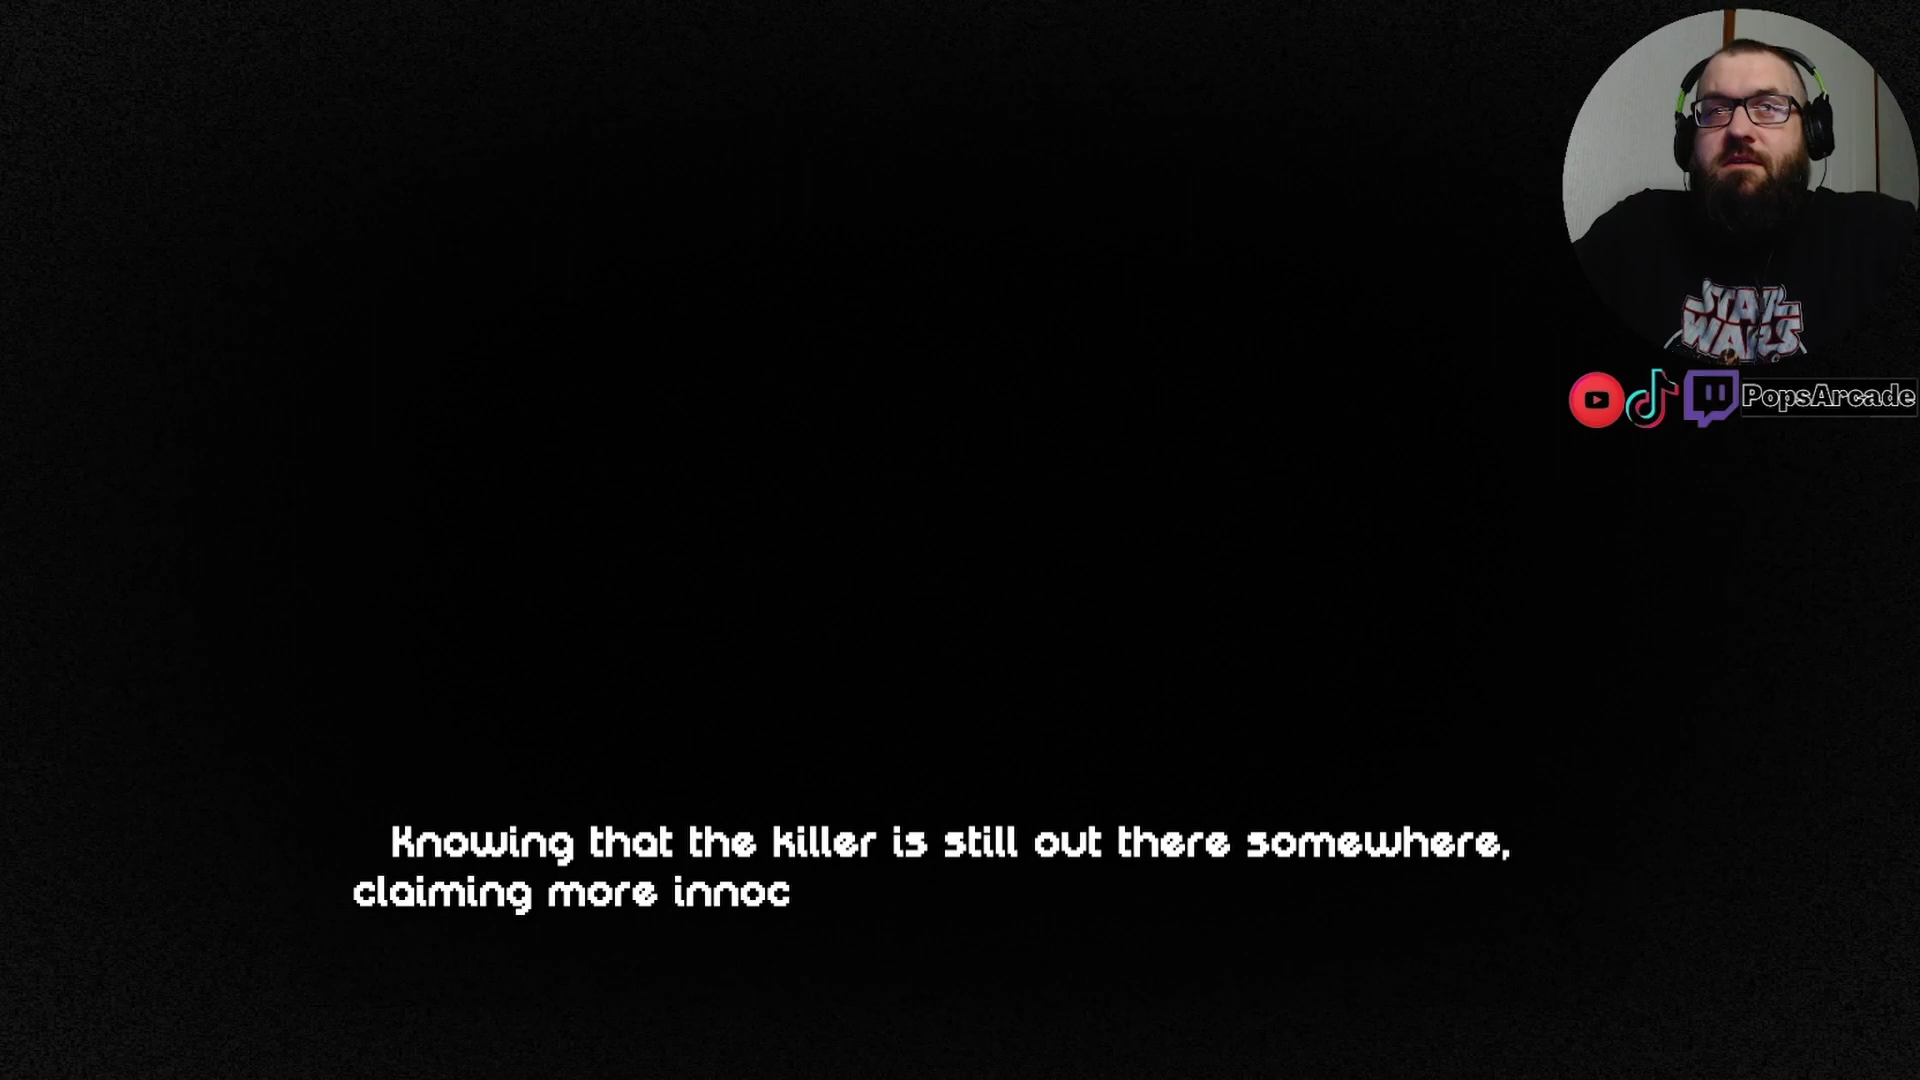 STAR
WARS
PopsArcade
Knowing that the killer is still out there somewhere,
claiming more innoc